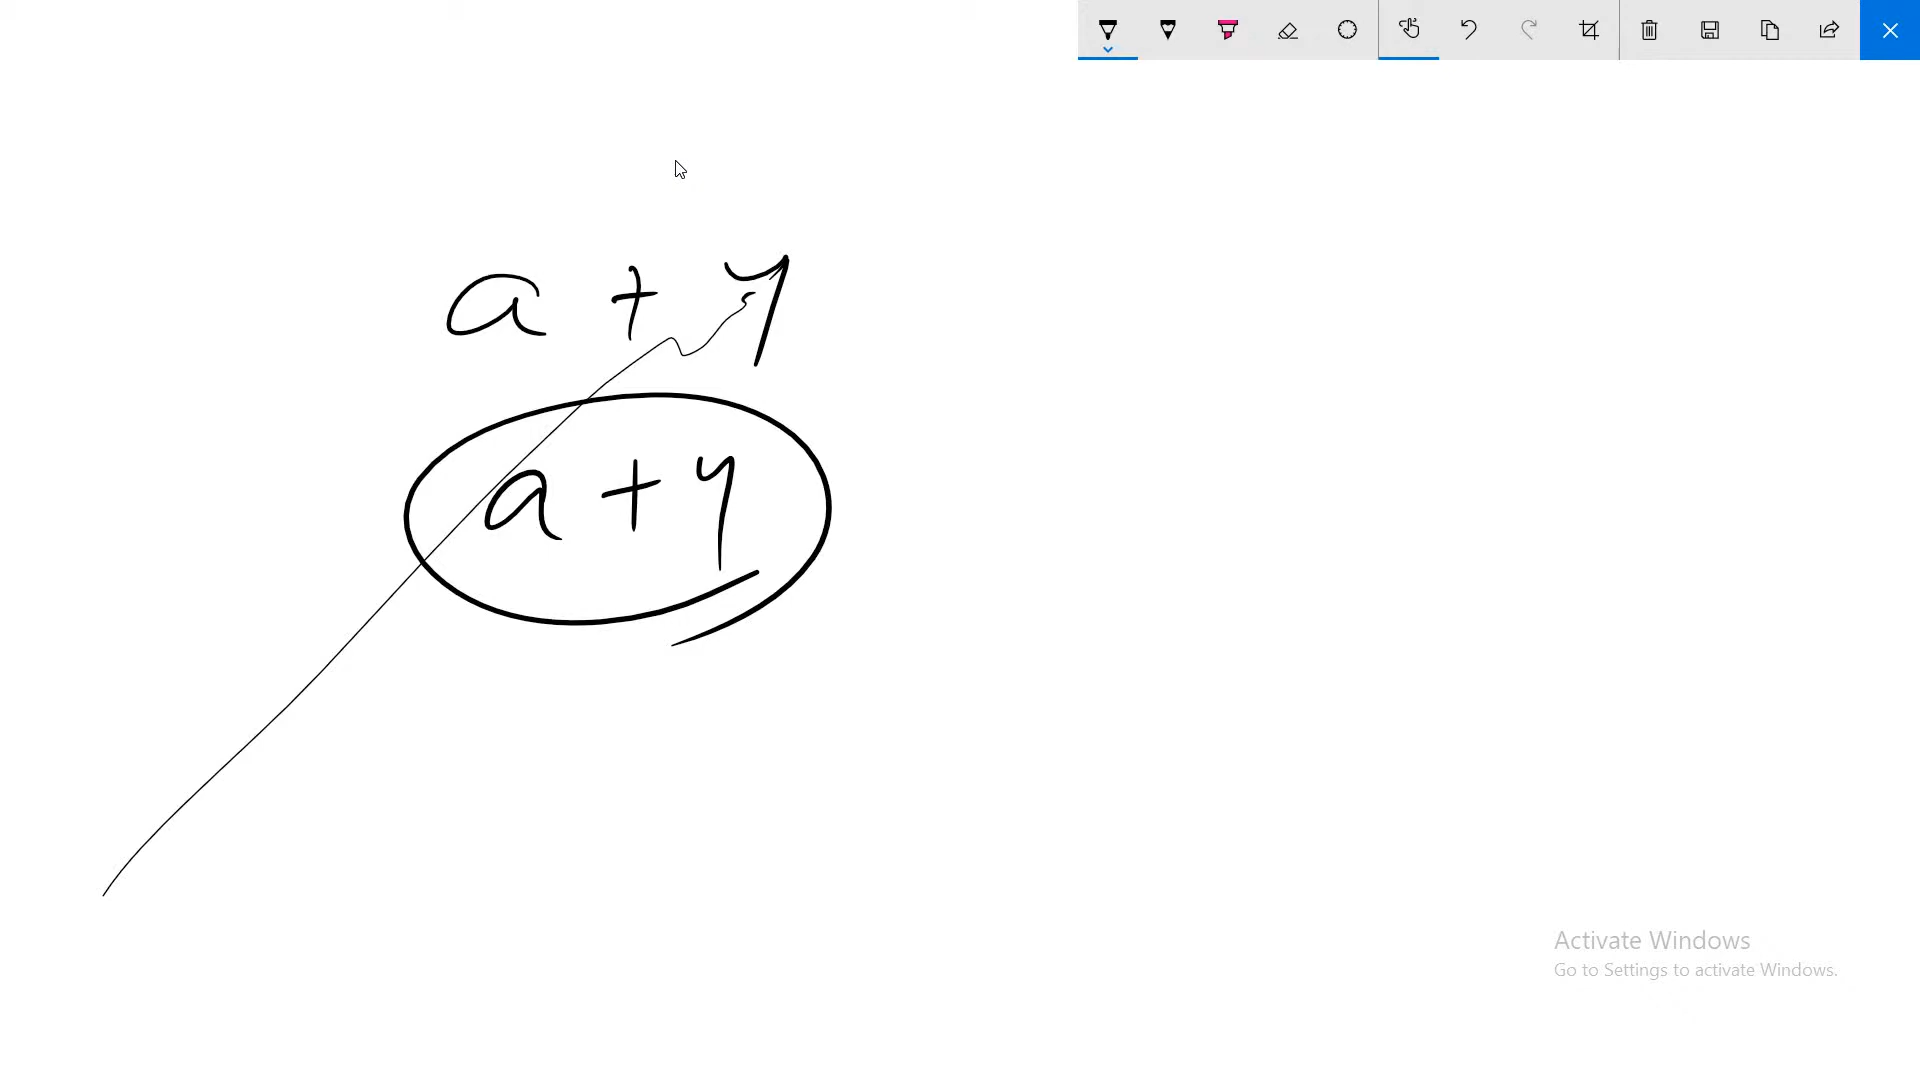 a + y
a + y
Activate Windows
Go to Settings to activate Windows.